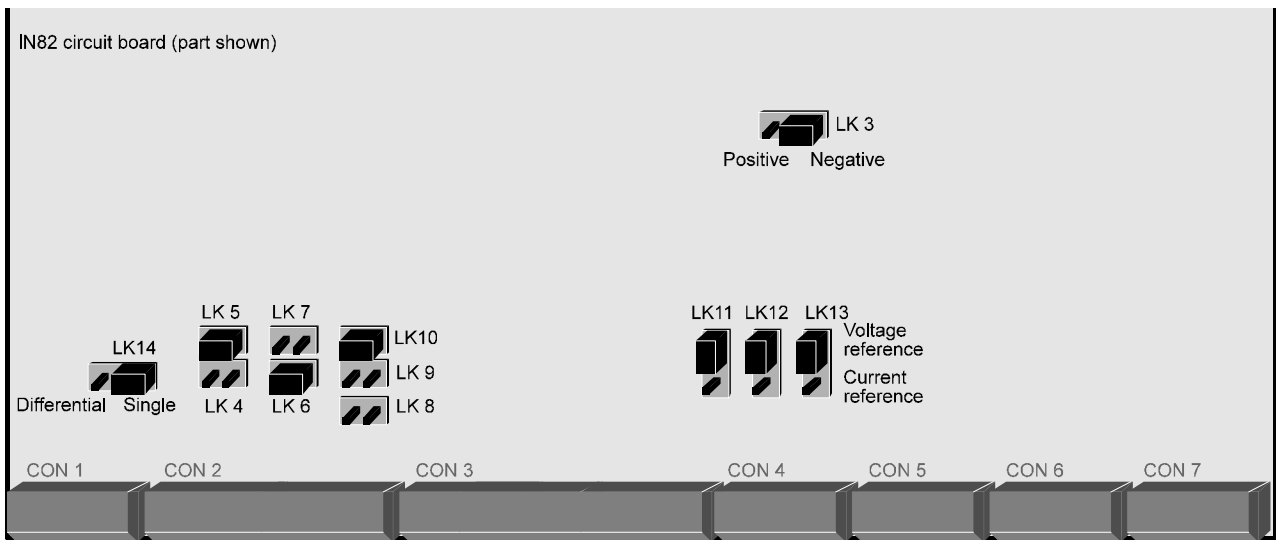 IN82 circuit board (part shown)
LK 3
Positive Negative
LK 5 LK 7
LK10
LK14
LK 9
LK 8
Differential Single
LK 4 LK 6
LK11 LK12 LK13
Voltage
reference
Current
reference
CON 1 CON 2 CON 3 CON 4 CON 5 CON 6 CON 7